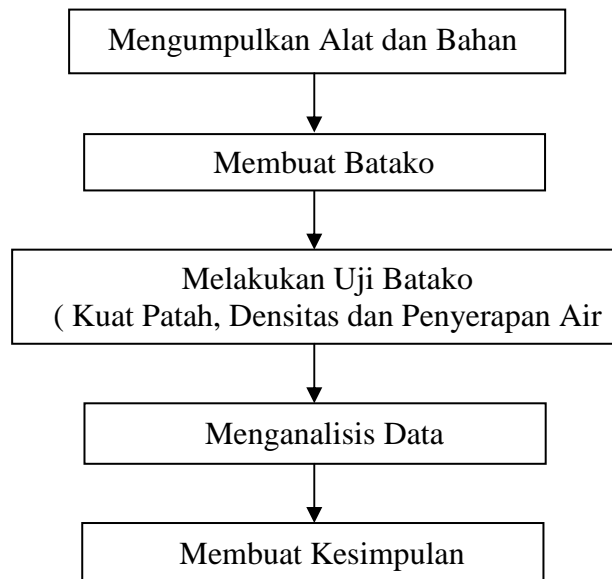 Mengumpulkan Alat dan Bahan
Membuat Batako
Melakukan Uji Batako
( Kuat Patah, Densitas dan Penyerapan Air
Menganalisis Data
Membuat Kesimpulan